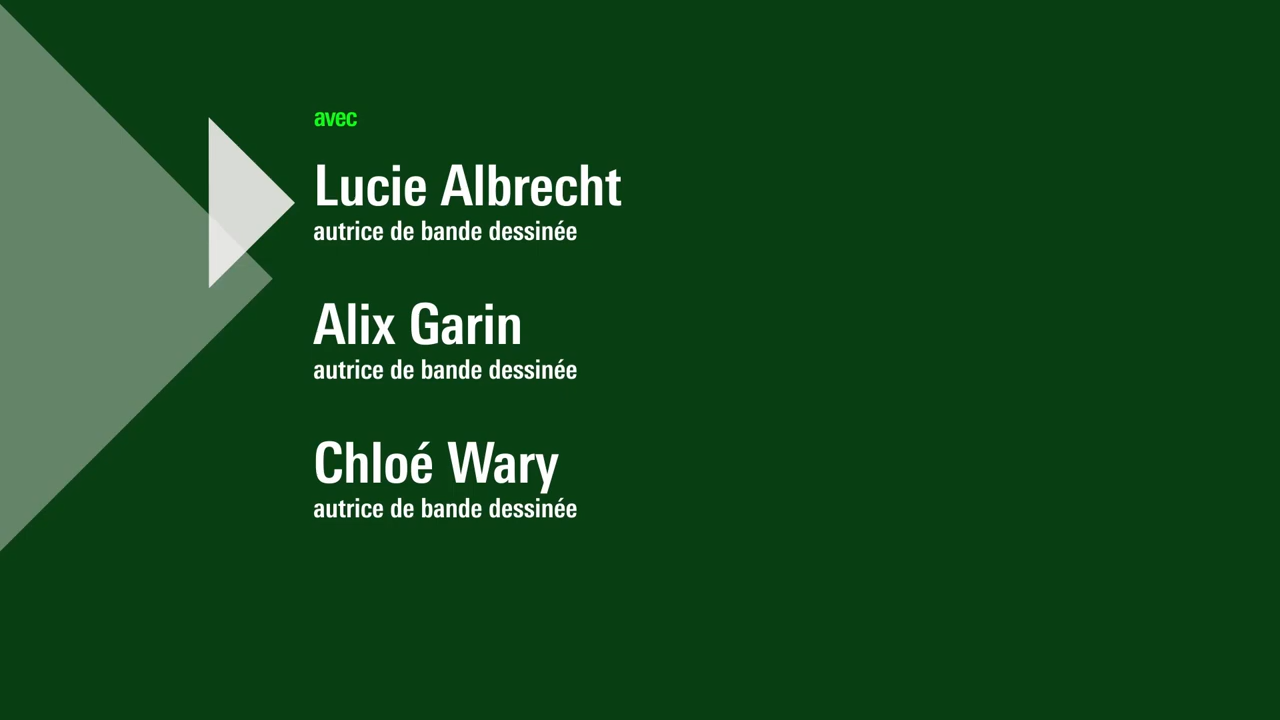 avec
Lucie Albrecht
autrice de bande dessinée
Alix Garin
autrice de bande dessinée
Chloé Wary
autrice de bande dessinée